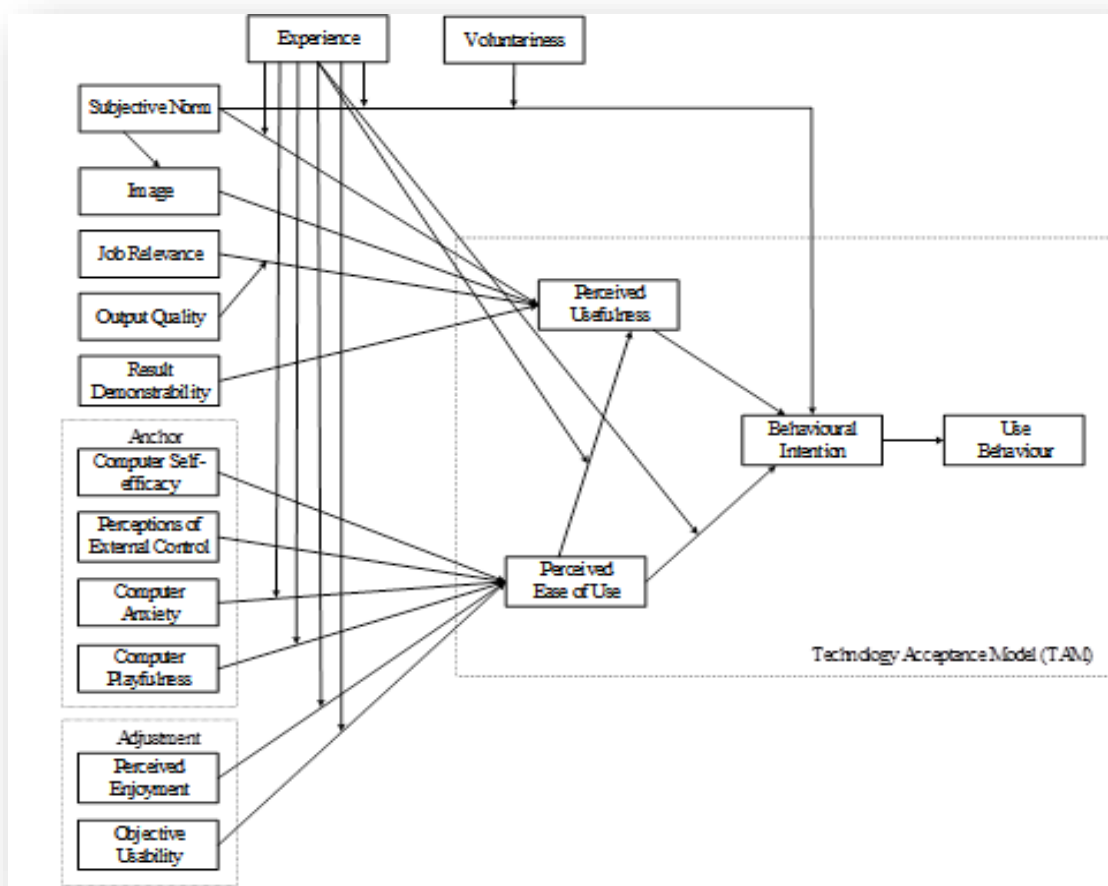 Experience
Voluntariness
Subjective Norm
Image
Job Relevance
Output Quality
Result
Demonstrability
Perceived
Usefulness
Anchor
Computer Self-
efficacy
Perceptions of
External Control
Computer
Anxiety
Computer
Playfulness
Behavioural
Intention
Use
Behaviour
Perceived
Ease of Use
Technology Acceptance Model (TAM)
Adjustment
Perceived
Enjoyment
Objective
Usability